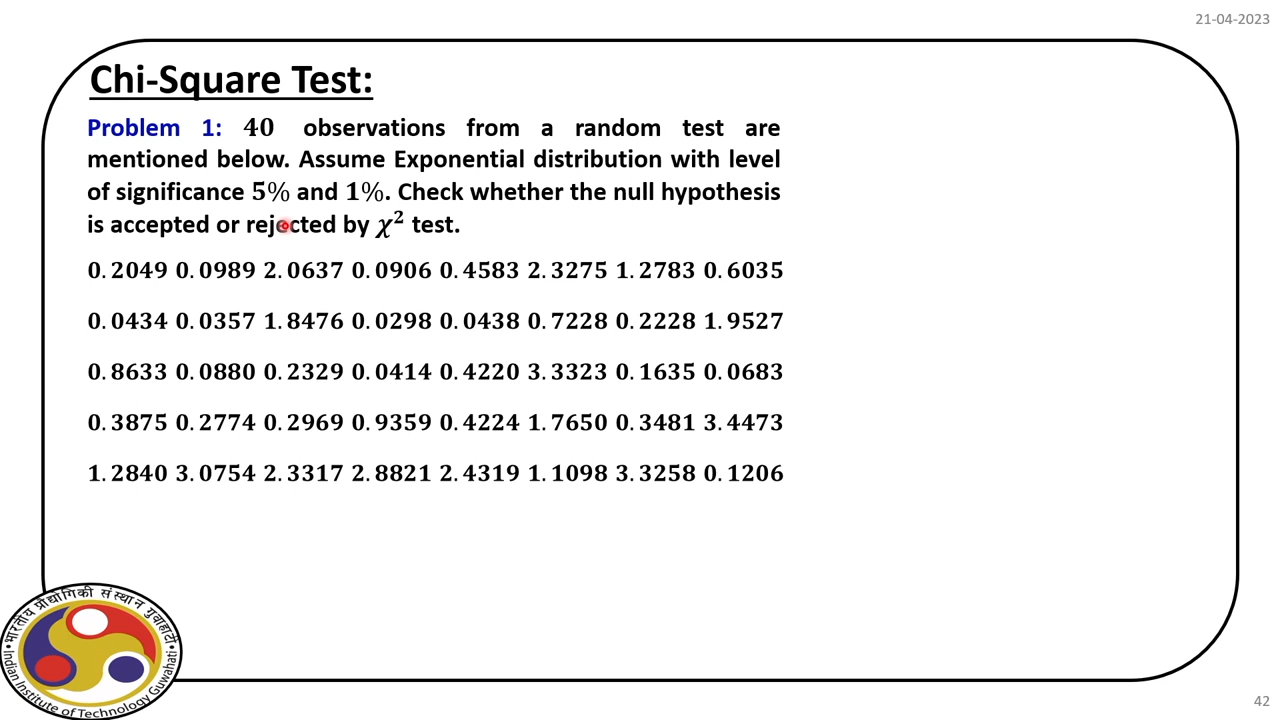 21-04-2023
Chi-Square Test:
Problem 1: 40 observations from a random test are
mentioned below. Assume Exponential distribution with level
of significance 5% and 1%. Check whether the null hypothesis
is accepted or rejected by χ² test.
0.2049 0.0989 2.0637 0.0906 0.4583 2.3275 1.2783 0.6035
0.0434 0.0357 1.8476 0.0298 0.0438 0.7228 0.2228 1.9527
0.8633 0.0880 0.2329 0.0414 0.4220 3.3323 0.1635 0.0683
0.3875 0.2774 0.2969 0.9359 0.4224 1.7650 0.3481 3.4473
1.2840 3.0754 2.3317 2.8821 2.4319 1.1098 3.3258 0.1206
भारतीय प्रौद्योगिकी संस्थान गुवाहाटी
Indian Institute of Technology Guwahati
42